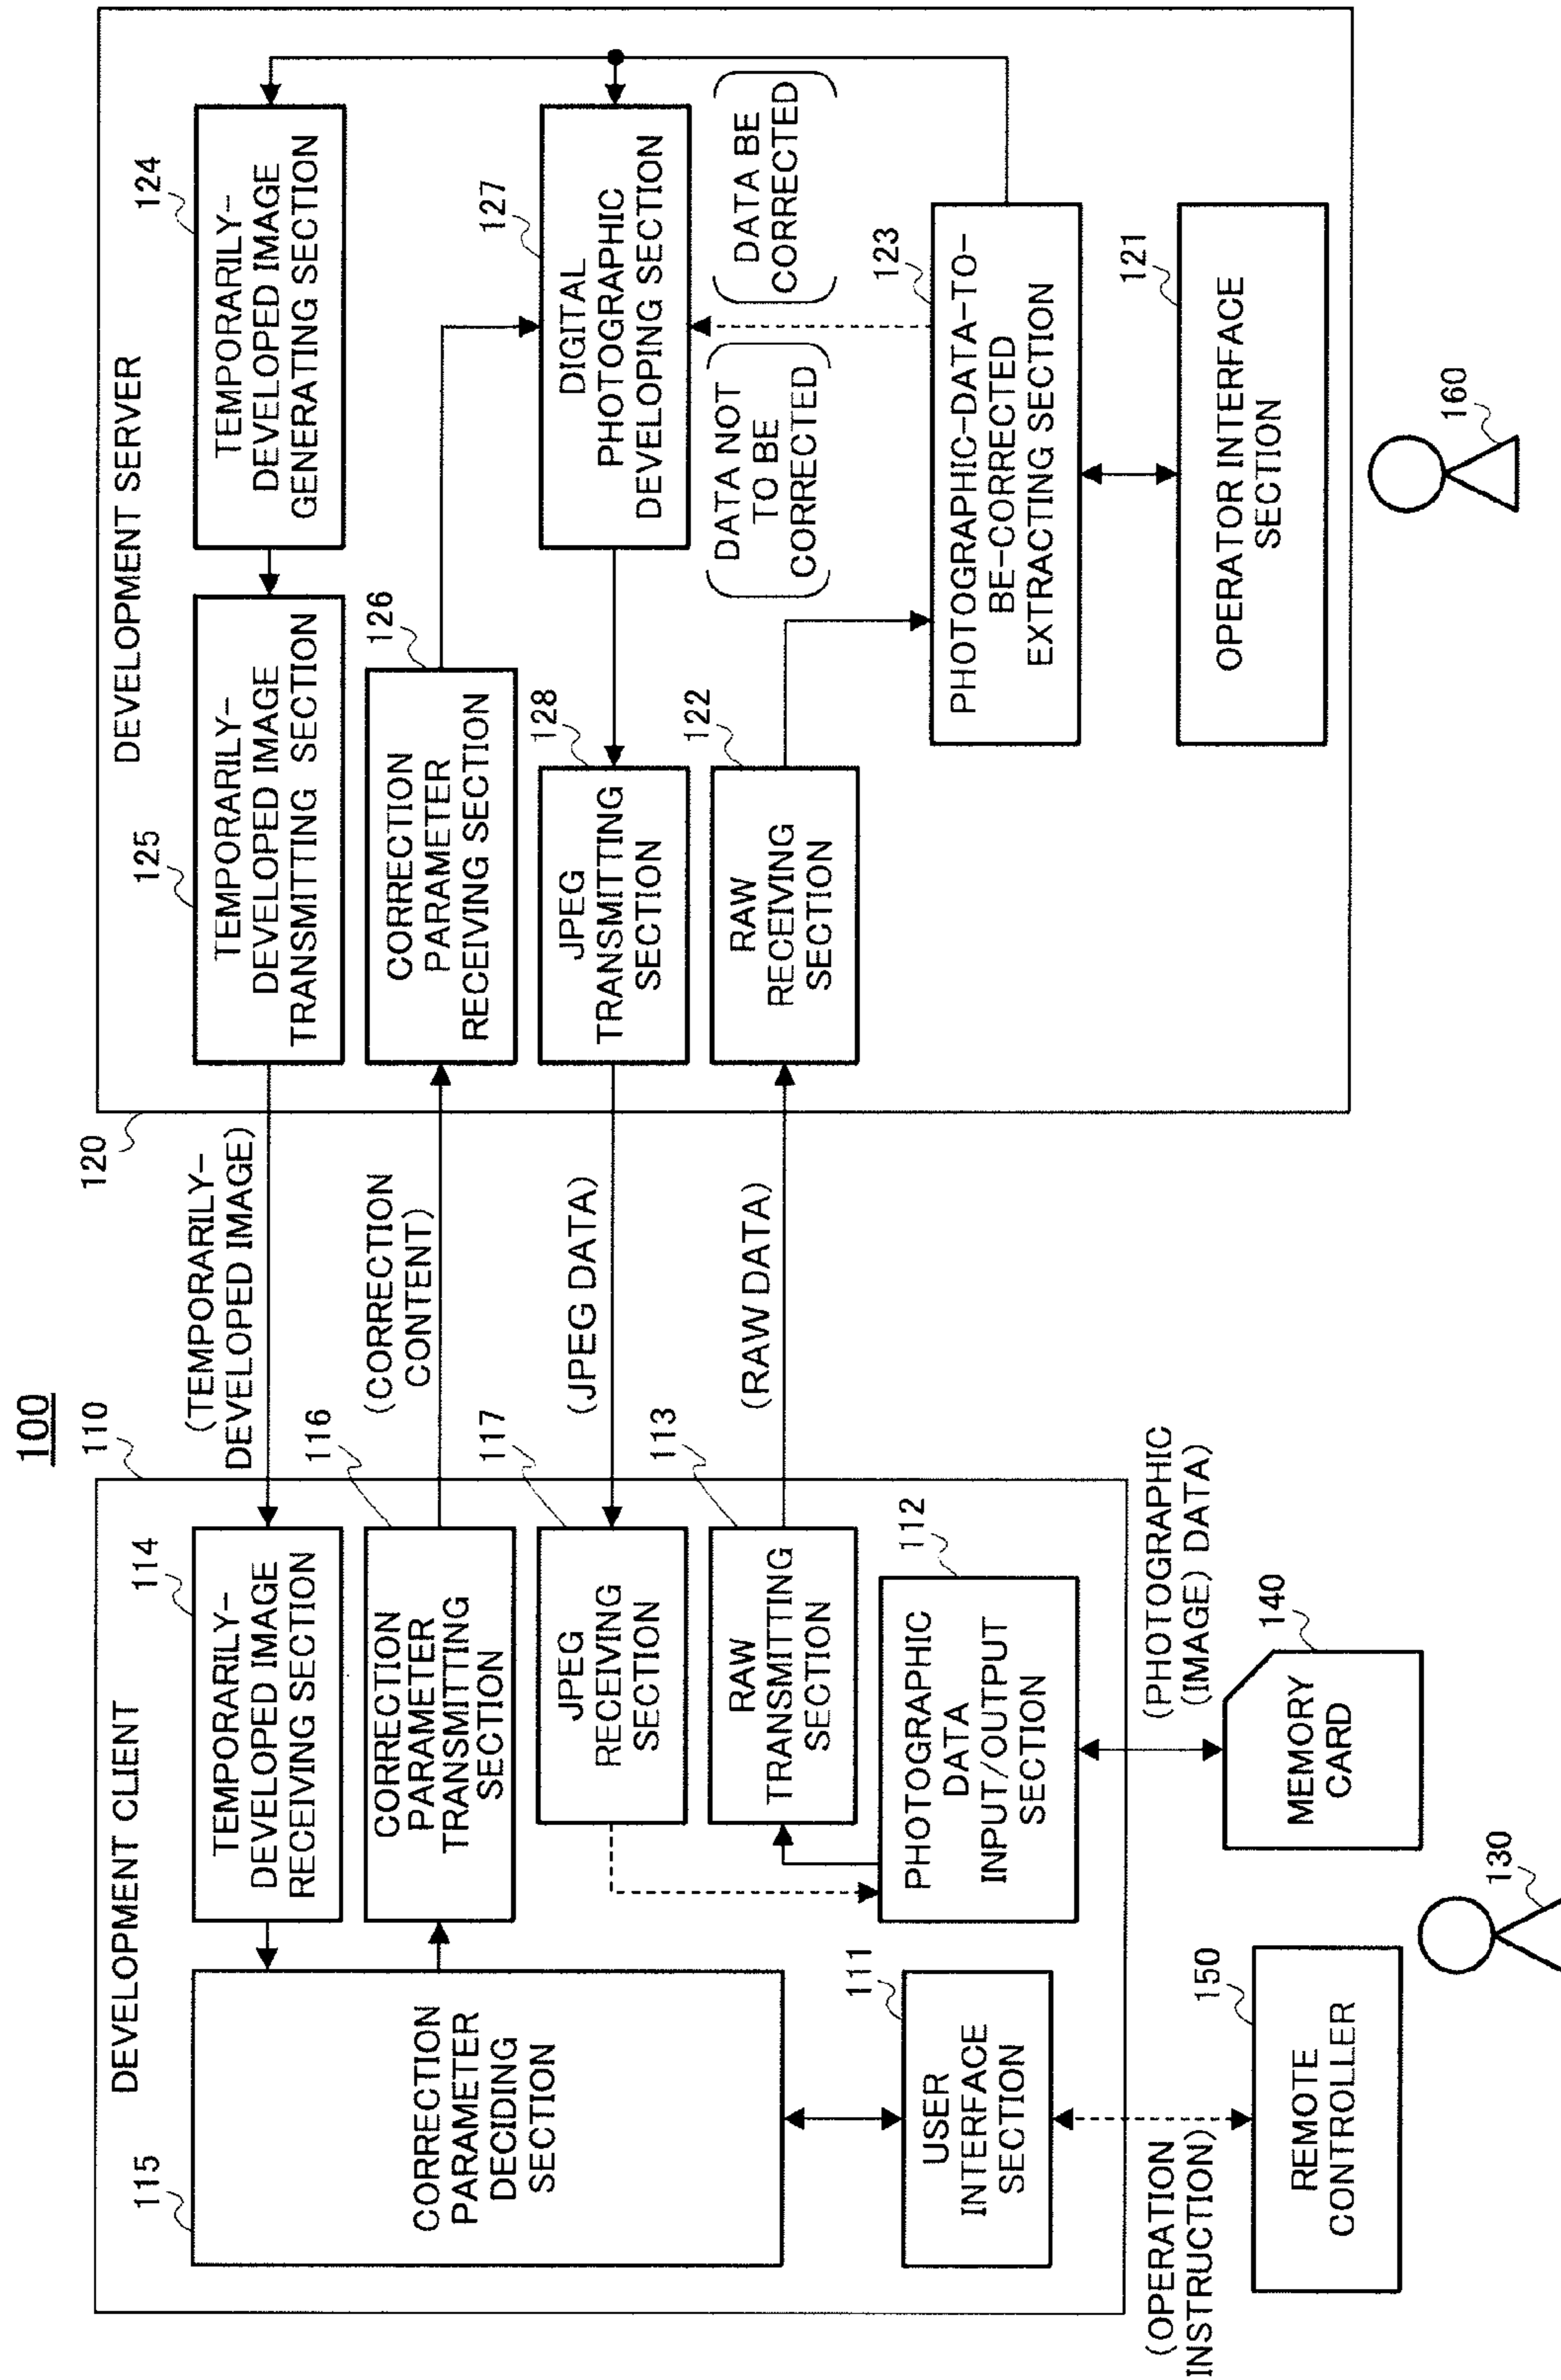 100
110
DEVELOPMENT CLIENT
115
CORRECTION
PARAMETER
DECIDING
SECTION
114
TEMPORARILY-
DEVELOPED IMAGE
RECEIVING SECTION
116
CORRECTION
PARAMETER
TRANSMITTING
SECTION
117
JPEG
RECEIVING
SECTION
113
RAW
TRANSMITTING
SECTION
112
PHOTOGRAPHIC
DATA
INPUT/OUTPUT
SECTION
111
USER
INTERFACE
SECTION
(OPERATION
INSTRUCTION)
150
REMOTE
CONTROLLER
130
140
MEMORY
CARD
(PHOTOGRAPHIC
(IMAGE) DATA)
(TEMPORARILY-
DEVELOPED IMAGE)
(CORRECTION
CONTENT)
(JPEG DATA)
(RAW DATA)
120
DEVELOPMENT SERVER
125
TEMPORARILY-
DEVELOPED IMAGE
TRANSMITTING SECTION
124
TEMPORARILY-
DEVELOPED IMAGE
GENERATING SECTION
126
CORRECTION
PARAMETER
RECEIVING SECTION
127
DIGITAL
PHOTOGRAPHIC
DEVELOPING SECTION
128
JPEG
TRANSMITTING
SECTION
122
RAW
RECEIVING
SECTION
(DATA NOT
TO BE
CORRECTED)
(DATA BE
CORRECTED)
123
PHOTOGRAPHIC-DATA-TO-
BE-CORRECTED
EXTRACTING SECTION
121
OPERATOR INTERFACE
SECTION
160